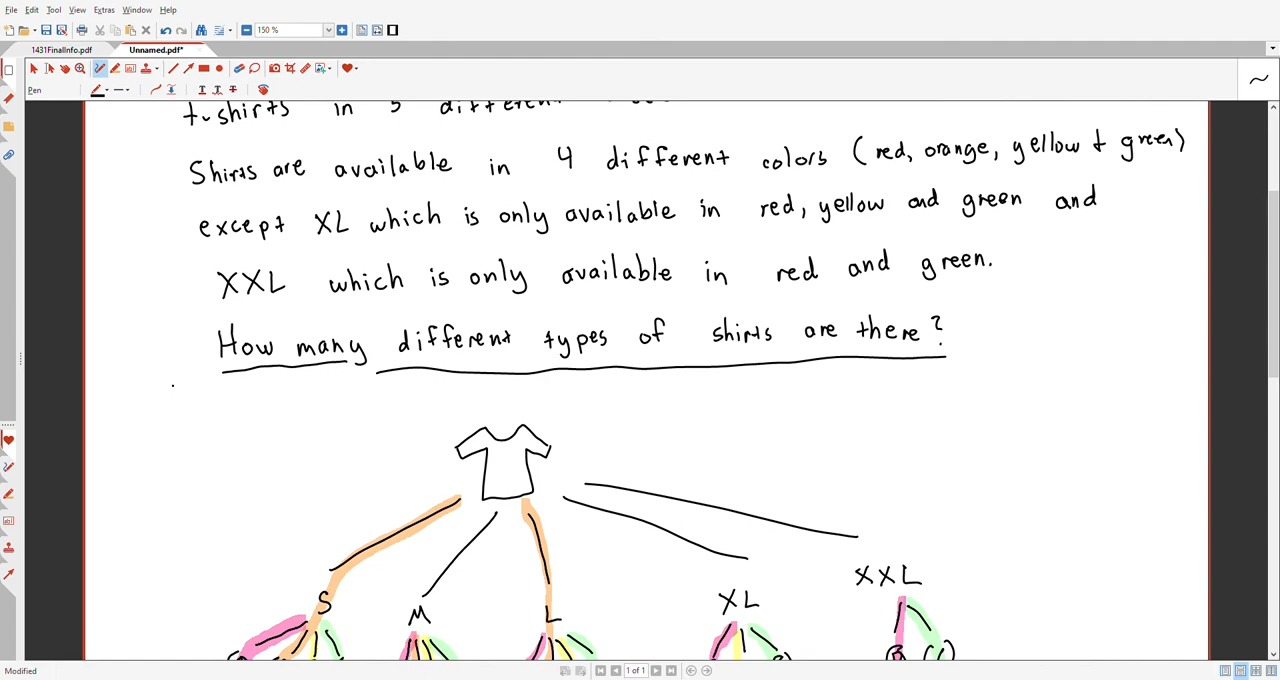 File Edit Tool View Extras Window Help
150 %
1431FinalInfo.pdf Unnamed.pdf*
Pen
t-shirts in 5 different
Shirts are available in 4 different colors (red, orange, yellow + green)
except XL which is only available in red, yellow and green and
XXL which is only available in red and green.
How many different types of shirts are there?
XXL
S M L XL
R G
Modified
1 of 1